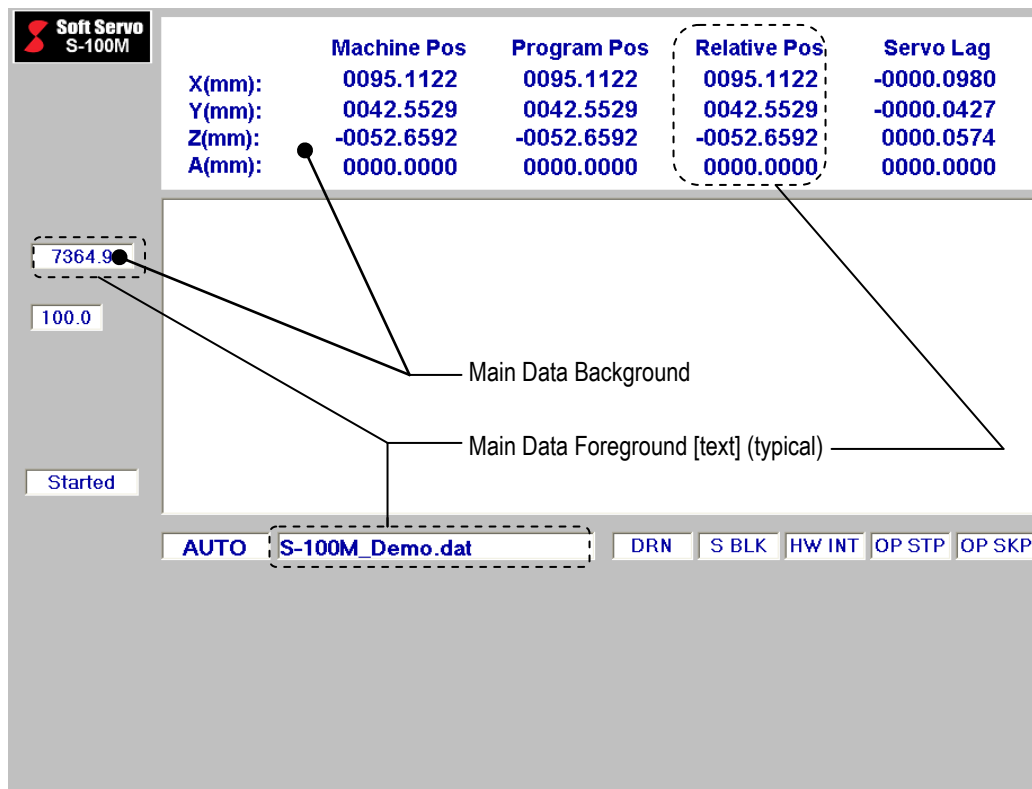 Soft Servo
S-100M
Machine Pos Program Pos Relative Pos Servo Lag
X(mm): 0095.1122 0095.1122 0095.1122 -0000.0980
Y(mm): 0042.5529 0042.5529 0042.5529 -0000.0427
Z(mm): -0052.6592 -0052.6592 -0052.6592 0000.0574
A(mm): 0000.0000 0000.0000 0000.0000 0000.0000
7364.9
100.0
Main Data Background
Main Data Foreground [text] (typical)
Started
AUTO S-100M_Demo.dat DRN S BLK HW INT OP STP OP SKP